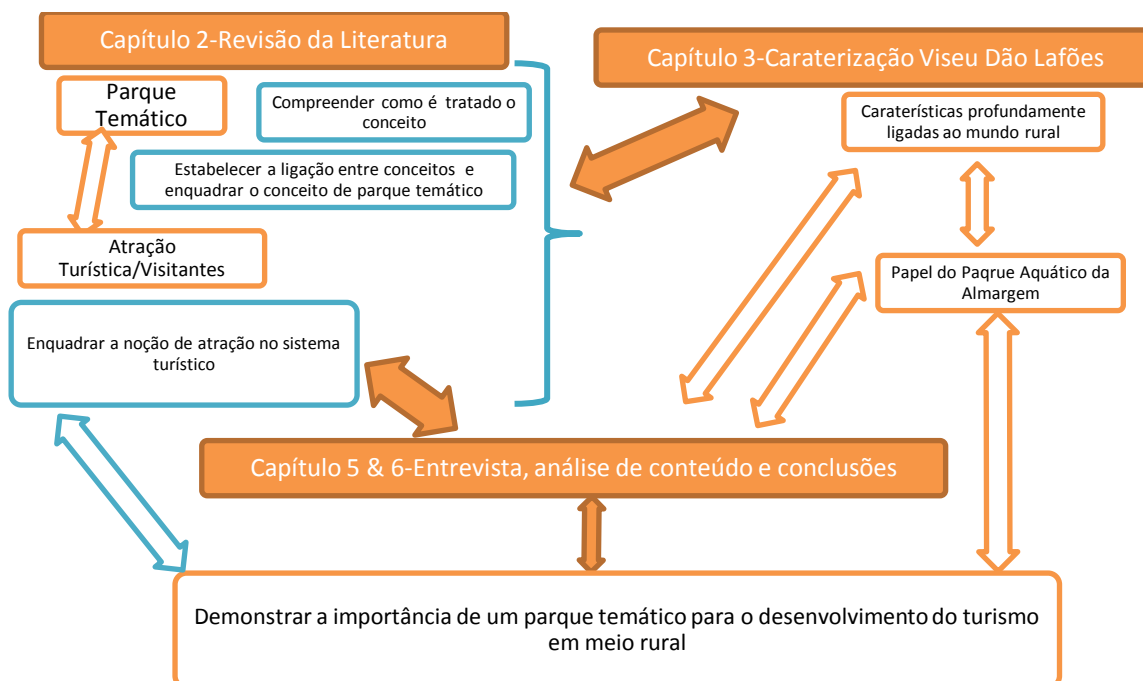 Capítulo 2-Revisão da Literatura
Parque
Temático
Compreender como é tratado o
conceito
Estabelecer a ligação entre conceitos e
enquadrar o conceito de parque temático
Atração
Turística/Visitantes
Enquadrar a noção de atração no sistema
turístico
Capítulo 3-Caraterização Viseu Dão Lafões
Caraterísticas profundamente
ligadas ao mundo rural
Papel do Paqrue Aquático da
Almargem
Capítulo 5 & 6-Entrevista, análise de conteúdo e conclusões
Demonstrar a importância de um parque temático para o desenvolvimento do turismo
em meio rural